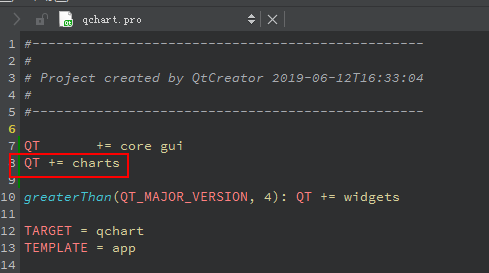 qchart.pro
1 #-------------------------------------------------
2 #
3 # Project created by QtCreator 2019-06-12T16:33:04
4 #
5 #-------------------------------------------------
6
7 QT       += core gui
8 QT += charts
9
10 greaterThan(QT_MAJOR_VERSION, 4): QT += widgets
11
12 TARGET = qchart
13 TEMPLATE = app
14